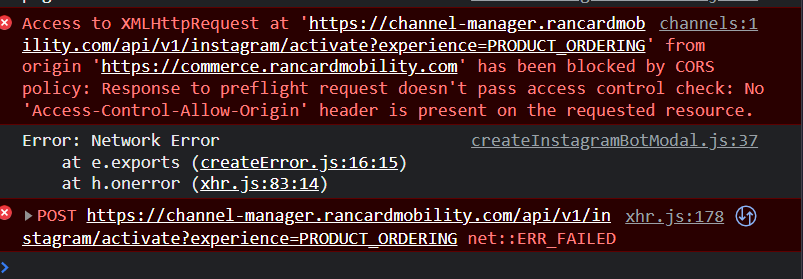 Access to XMLHttpRequest at 'https://channel-manager.rancardmob channels:1
ility.com/api/v1/instagram/activate?experience=PRODUCT_ORDERING' from
origin 'https://commerce.rancardmobility.com' has been blocked by CORS
policy: Response to preflight request doesn't pass access control check: No
'Access-Control-Allow-Origin' header is present on the requested resource.
Error: Network Error createInstagramBotModal.js:37
at e.exports (createError.js:16:15)
at h.onerror (xhr.js:83:14)
POST https://channel-manager.rancardmobility.com/api/v1/in xhr.js:178
stagram/activate?experience=PRODUCT_ORDERING net::ERR_FAILED